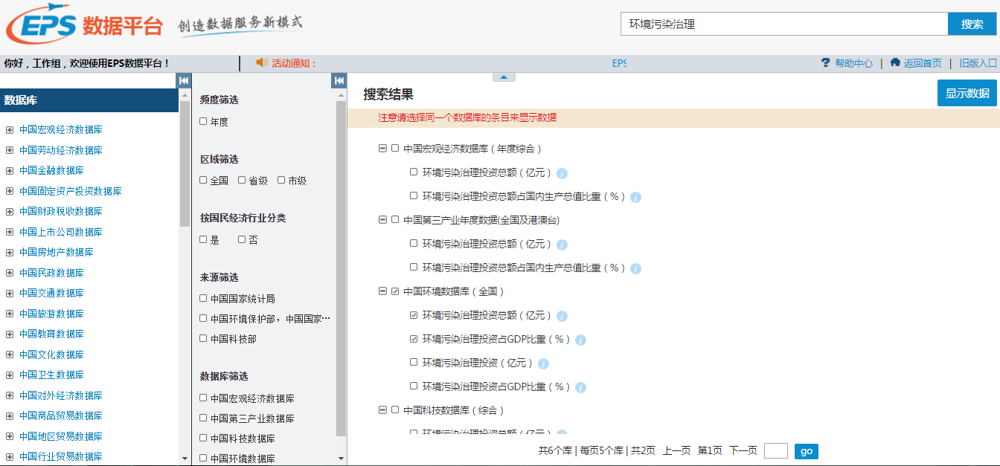 EPS 数据平台 创造数据服务新模式
环境污染治理 搜索
你好，工作组，欢迎使用EPS数据平台！ 活动通知： EPS ? 帮助中心 | 返回首页 | 旧版入口
数据库
中国宏观经济数据库
中国劳动经济数据库
中国金融数据库
中国固定资产投资数据库
中国财政税收数据库
中国上市公司数据库
中国房地产数据库
中国民政数据库
中国交通数据库
中国旅游数据库
中国教育数据库
中国文化数据库
中国卫生数据库
中国对外经济数据库
中国商品贸易数据库
中国地区贸易数据库
中国行业贸易数据库
频度筛选
年度
区域筛选
全国 省级 市级
按国民经济行业分类
是 否
来源筛选
中国国家统计局
中国环境保护部，中国国家…
中国科技部
数据库筛选
中国宏观经济数据库
中国第三产业数据库
中国科技数据库
中国环境数据库
搜索结果
显示数据
注意请选择同一个数据库的条目来显示数据
中国宏观经济数据库（年度综合）
环境污染治理投资总额（亿元）
环境污染治理投资总额占国内生产总值比重（%）
中国第三产业年度数据(全国及港澳台)
环境污染治理投资总额（亿元）
环境污染治理投资总额占国内生产总值比重（%）
中国环境数据库（全国）
环境污染治理投资总额（亿元）
环境污染治理投资占GDP比重（%）
环境污染治理投资（亿元）
环境污染治理投资占GDP比重（%）
中国科技数据库（综合）
环境污染治理投资总额（亿元）
共6个库 | 每页5个库 | 共2页 上一页 第1页 下一页 go